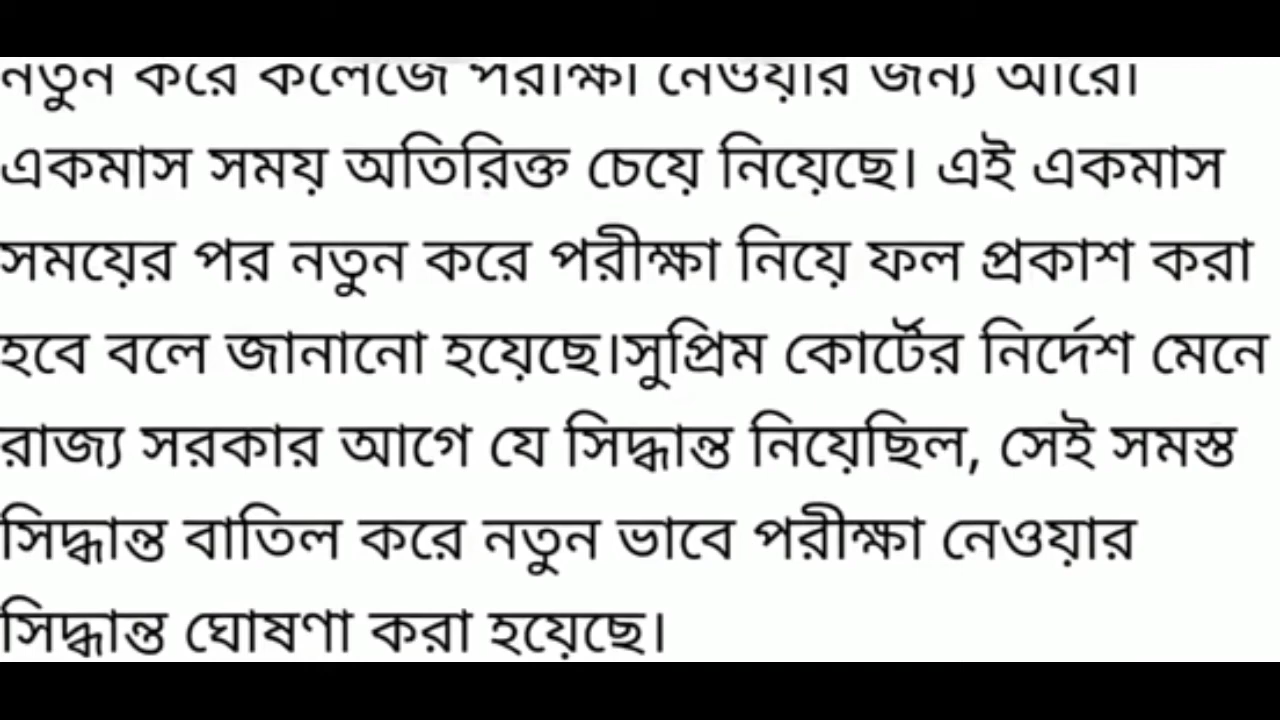 নতুন করে কলেজে পরীক্ষা নেওয়ার জন্য আরো
একমাস সময় অতিরিক্ত চেয়ে নিয়েছে। এই একমাস
সময়ের পর নতুন করে পরীক্ষা নিয়ে ফল প্রকাশ করা
হবে বলে জানানো হয়েছে।সুপ্রিম কোর্টের নির্দেশ মেনে
রাজ্য সরকার আগে যে সিদ্ধান্ত নিয়েছিল, সেই সমস্ত
সিদ্ধান্ত বাতিল করে নতুন ভাবে পরীক্ষা নেওয়ার
সিদ্ধান্ত ঘোষণা করা হয়েছে।